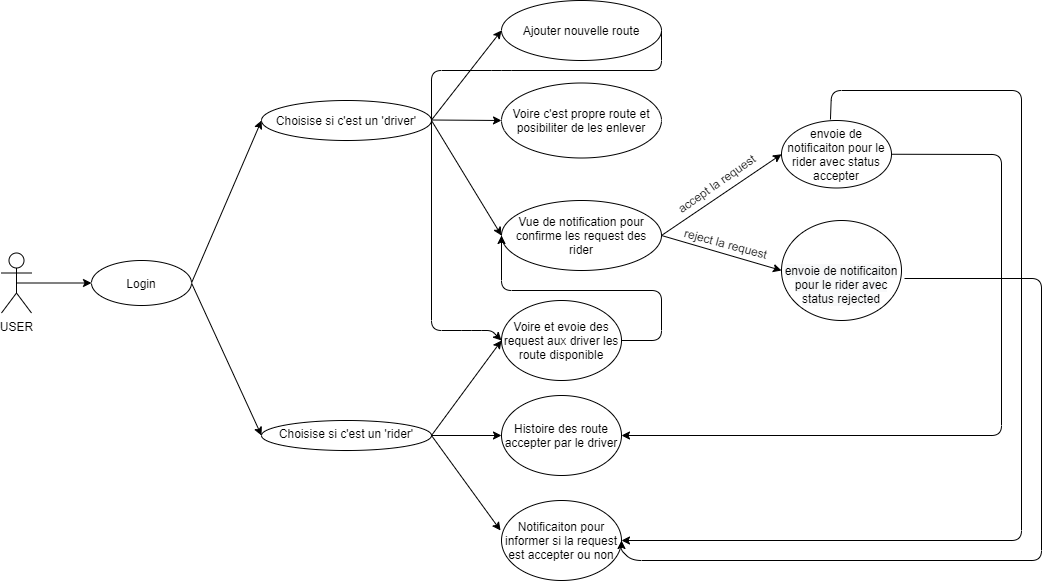 Ajouter nouvelle route
Choisise si c'est un 'driver'
Voire c'est propre route et
posibiliter de les enlever
envoie de
notificaiton pour le
rider avec status
accepter
accept la request
Vue de notification pour
confirme les request des
rider
reject la request
envoie de notificaiton
pour le rider avec
status rejected
Login
USER
Voire et evoie des
request aux driver les
route disponible
Choisise si c'est un 'rider'
Histoire des route
accepter par le driver
Notificaiton pour
informer si la request
est accepter ou non